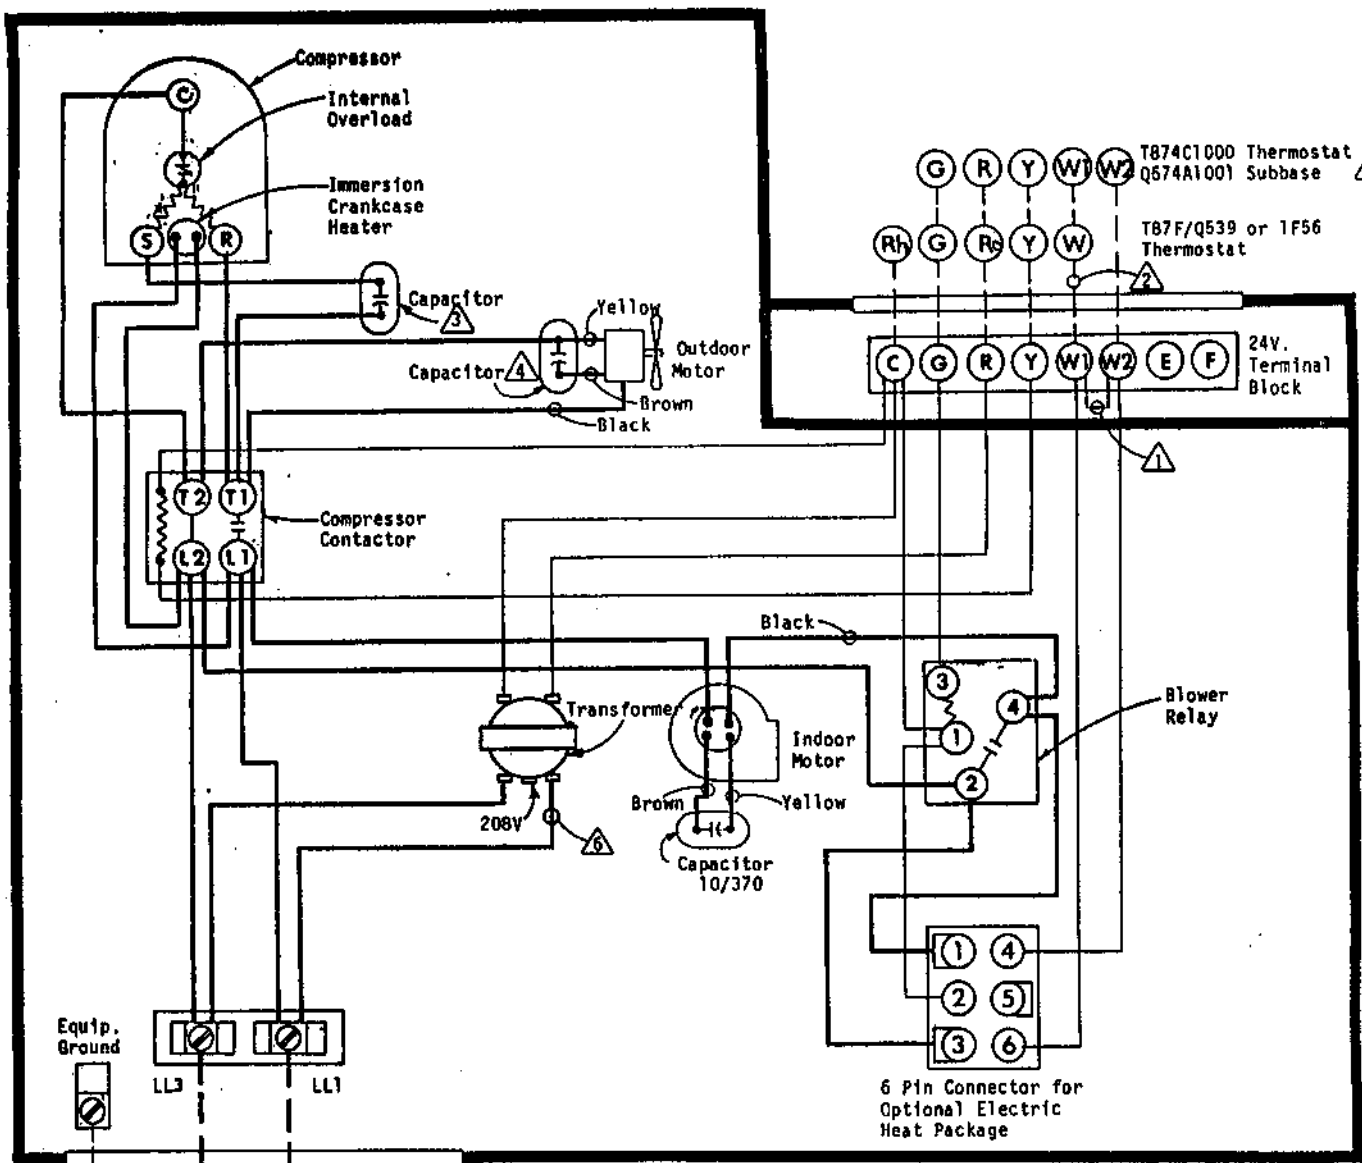 Compressor
C
Internal
Overload
Immersion
Crankcase
Heater
S
R
G
R
Y
W1
W2
T874C1000 Thermostat
Q674A1001 Subbase
Rh
G
Rc
Y
W
T87F/Q539 or 1F56
Thermostat
2
Capacitor
3
Yellow
Outdoor
Motor
Capacitor
4
Brown
Black
C
G
R
Y
W1
W2
E
F
24V.
Terminal
Block
1
T2
T1
L2
L1
Compressor
Contactor
Black
3
4
1
2
Blower
Relay
Transformer
Indoor
Motor
Brown
Yellow
208V
6
Capacitor
10/370
1
4
2
5
3
6
6 Pin Connector for
Optional Electric
Heat Package
Equip.
Ground
LL3
LL1